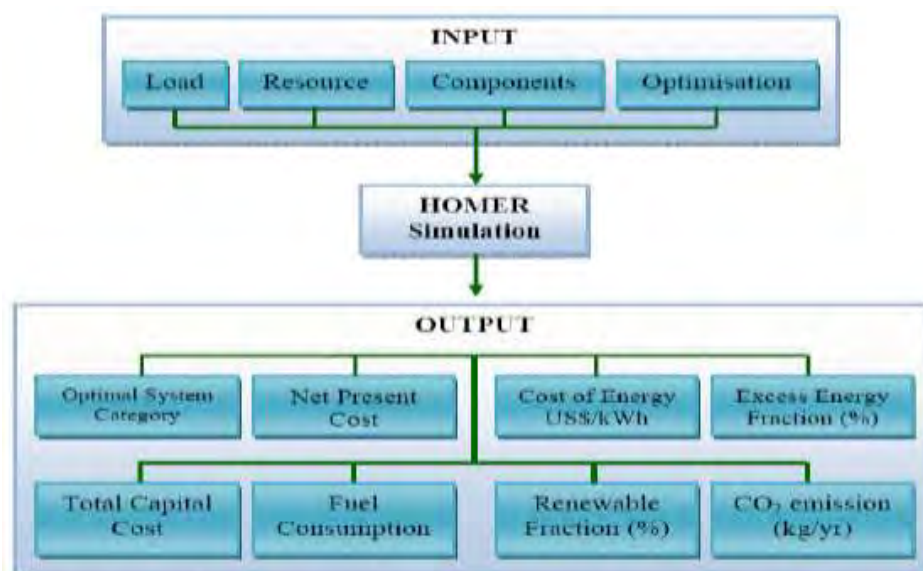 INPUT
Load
Resource
Components
Optimisation
HOMER
Simulation
OUTPUT
Optimal System
Category
Net Present
Cost
Cost of Energy
US$/kWh
Excess Energy
Fraction (%)
Total Capital
Cost
Fuel
Consumption
Renewable
Fraction (%)
CO₂ emission
(kg/yr)